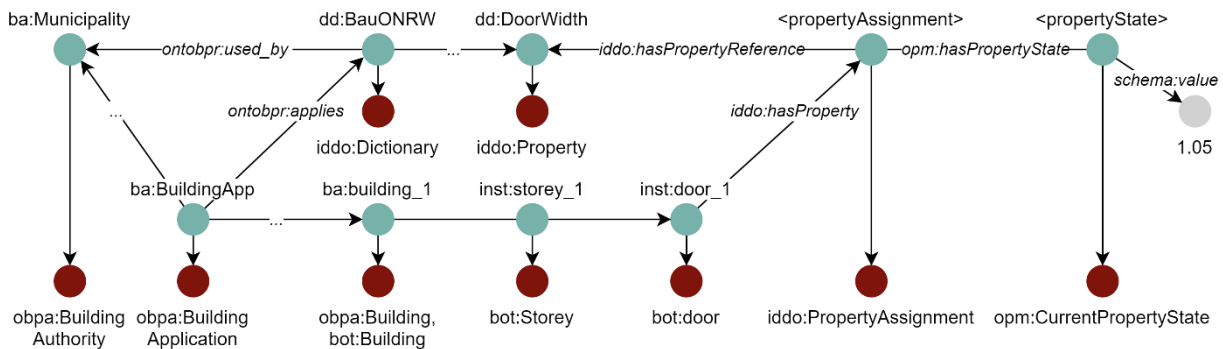 ba:Municipality
dd:BauONRW
dd:DoorWidth
<propertyAssignment>
<propertyState>
ontobpr:used_by
...
iddo:hasPropertyReference
opm:hasPropertyState
schema:value
...
ontobpr:applies
iddo:hasProperty
iddo:Dictionary
iddo:Property
1.05
ba:BuildingApp
ba:building_1
inst:storey_1
inst:door_1
...
obpa:Building
Authority
obpa:Building
Application
obpa:Building,
bot:Building
bot:Storey
bot:door
iddo:PropertyAssignment
opm:CurrentPropertyState